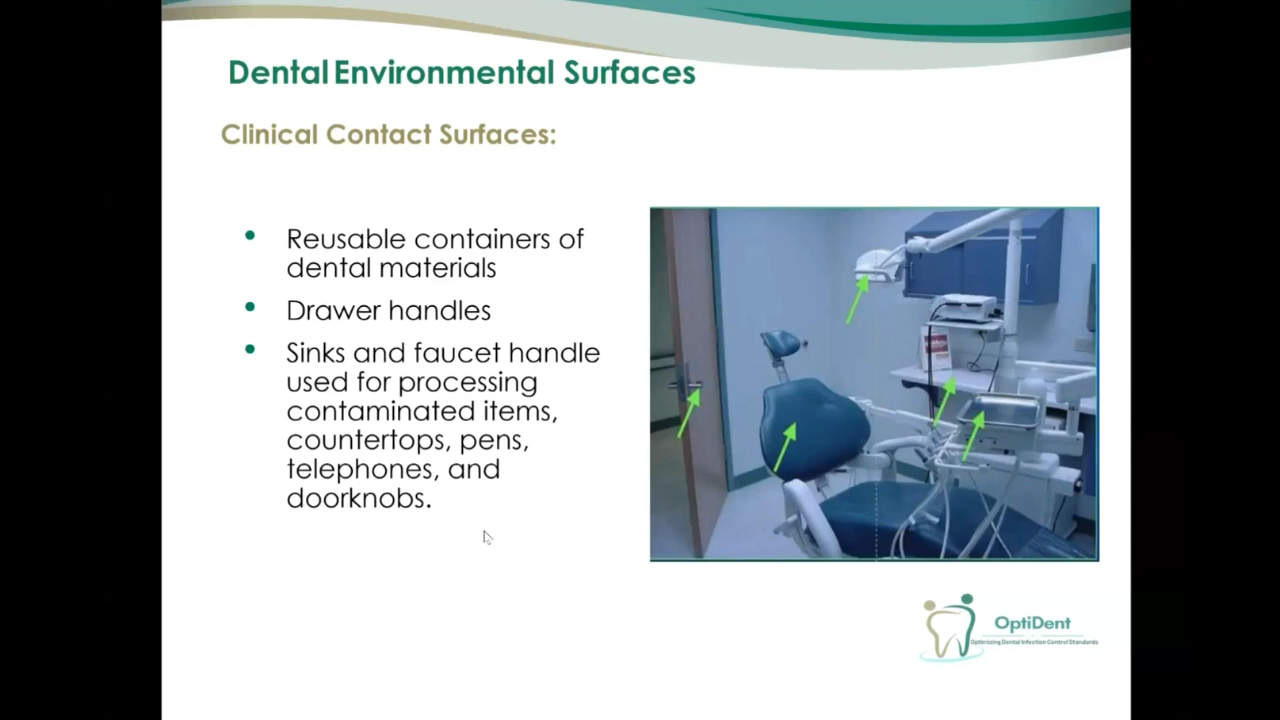 Dental Environmental Surfaces
Clinical Contact Surfaces:
• Reusable containers of
dental materials
• Drawer handles
• Sinks and faucet handle
used for processing
contaminated items,
countertops, pens,
telephones, and
doorknobs.
OptiDent
Optimizing Dental Infection Control Standards